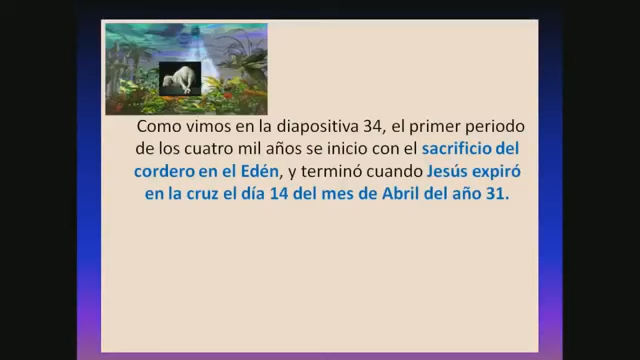 Como vimos en la diapositiva 34, el primer periodo
de los cuatro mil años se inicio con el sacrificio del
cordero en el Edén, y terminó cuando Jesús expiró
en la cruz el día 14 del mes de Abril del año 31.